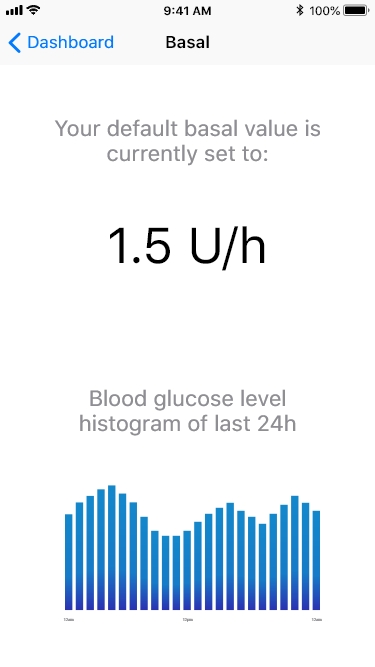 9:41 AM
100%
Dashboard
Basal
Your default basal value is
currently set to:
1.5 U/h
Blood glucose level
histogram of last 24h
12am 12pm 12am